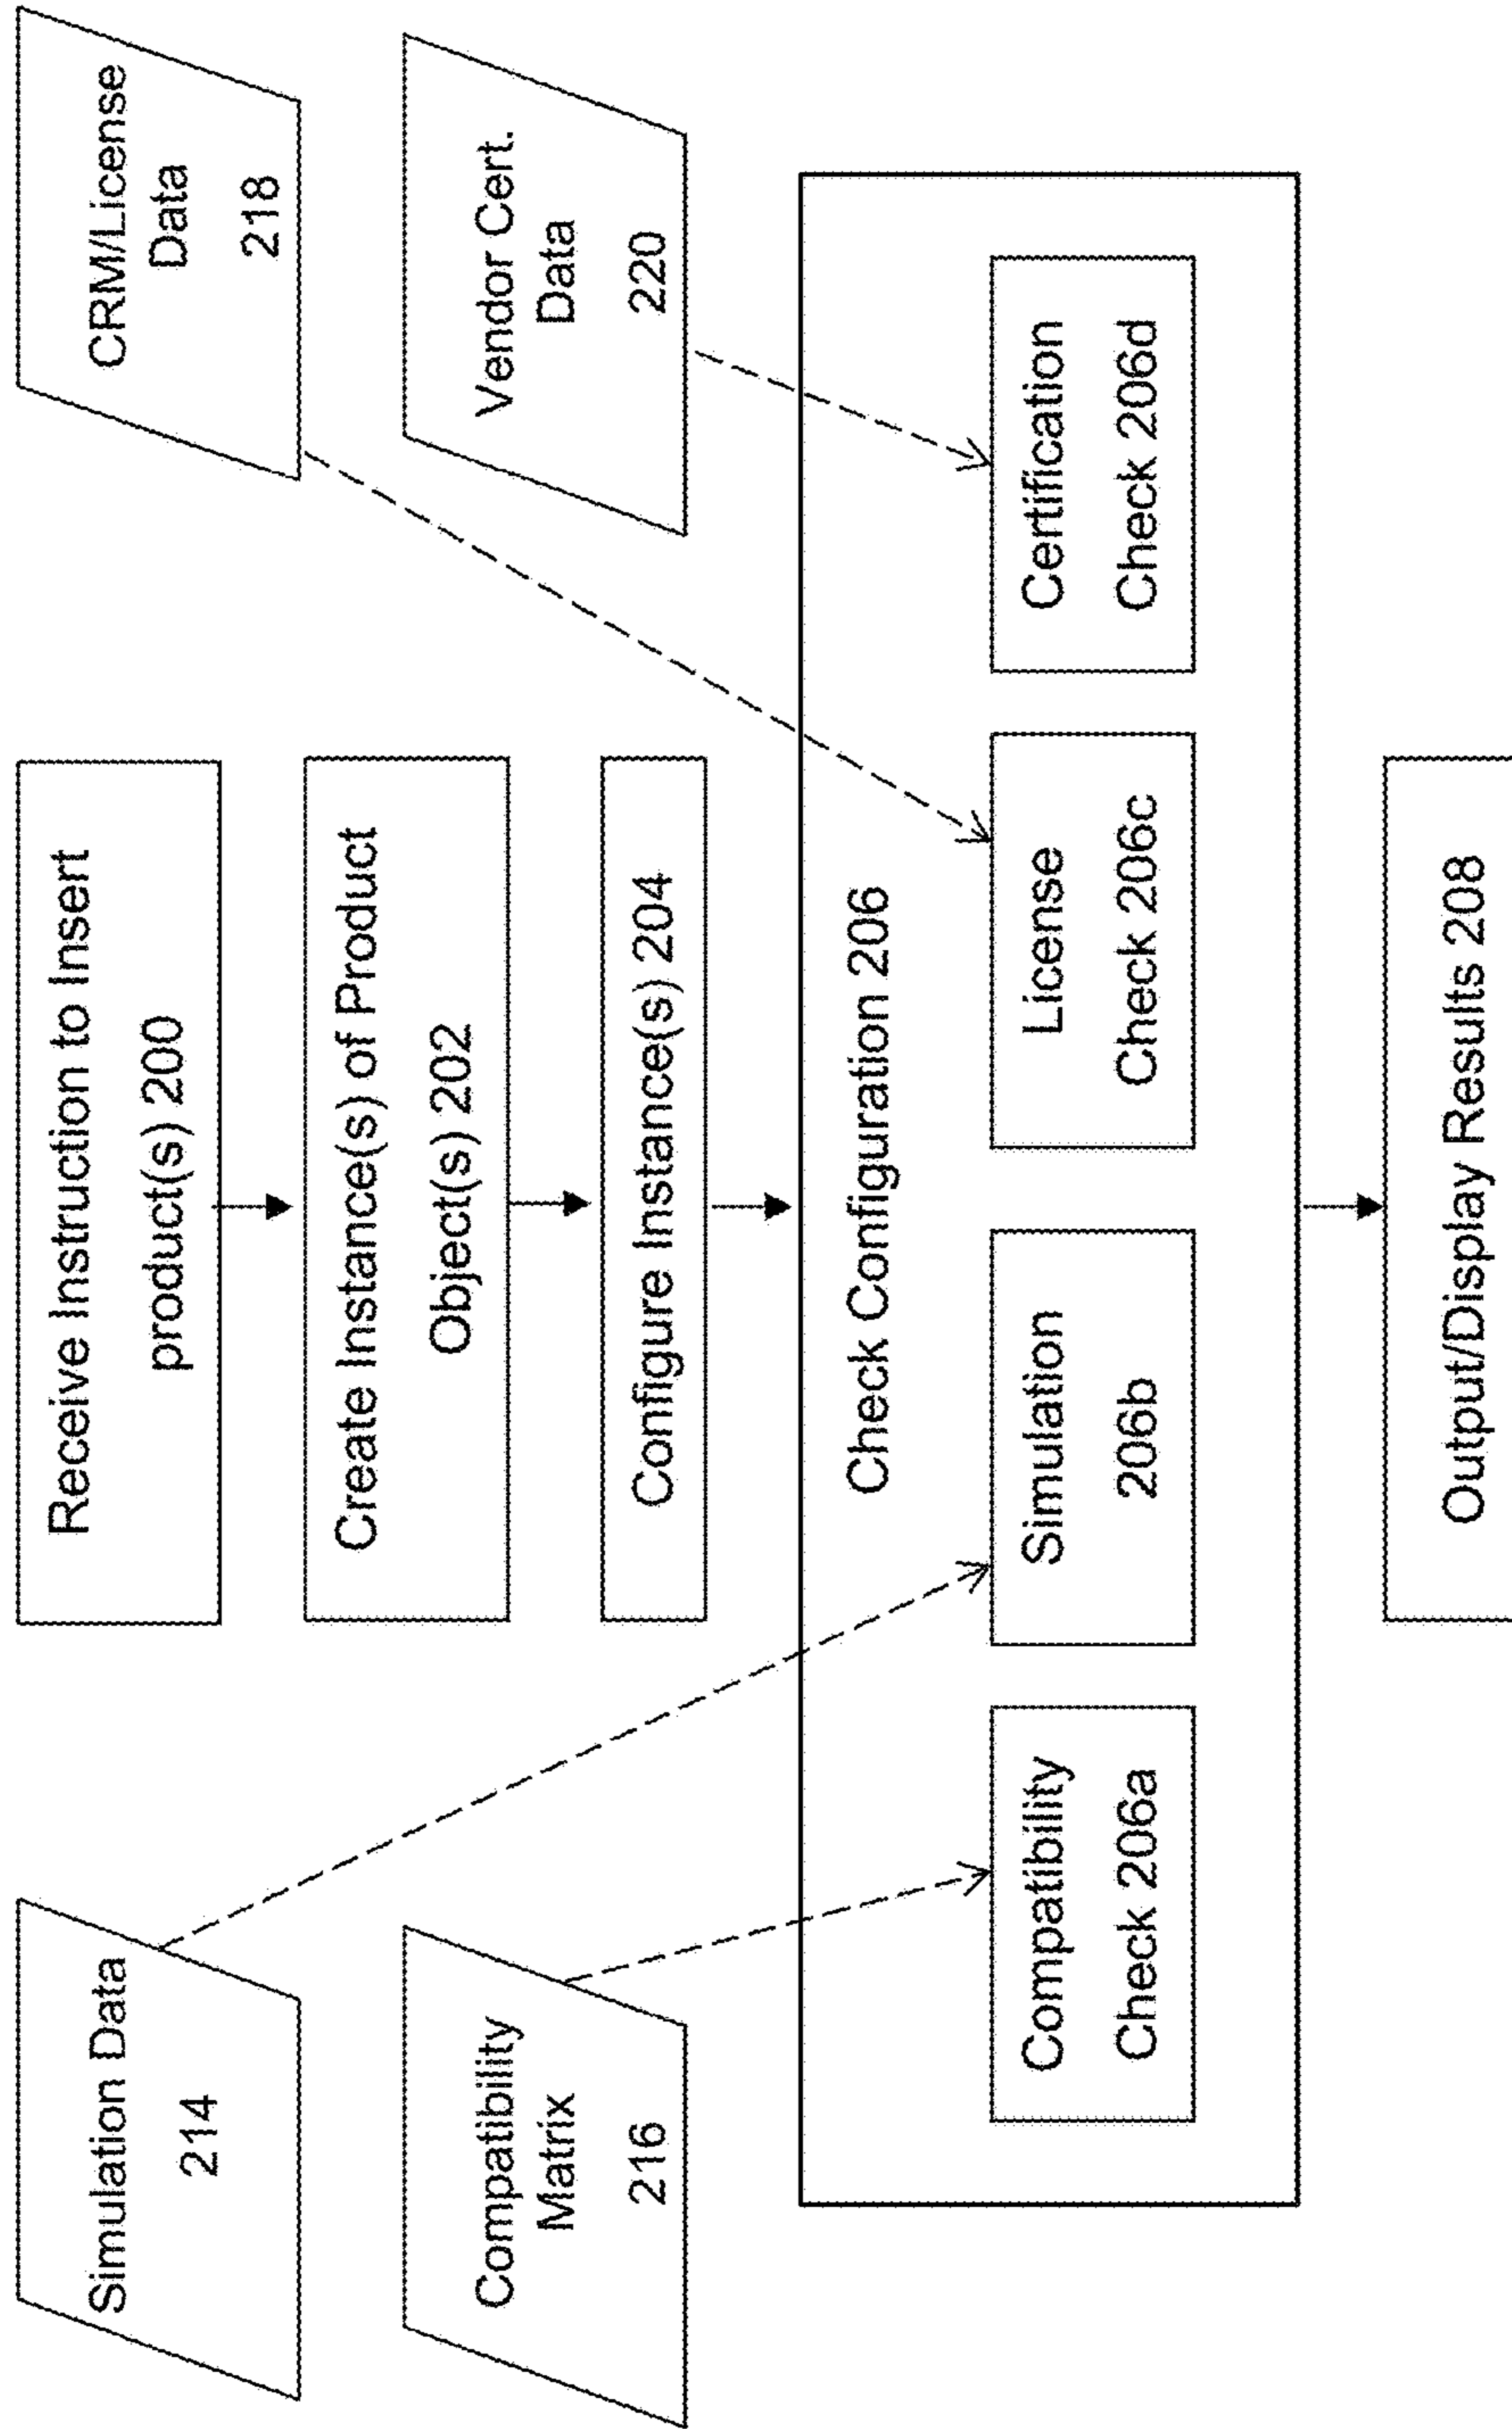 Simulation Data
214
Compatibility
Matrix
216
Receive Instruction to Insert
product(s) 200
Create Instance(s) of Product
Object(s) 202
Configure Instance(s) 204
CRM/License
Data
218
Vendor Cert.
Data
220
Check Configuration 206
Compatibility
Check 206a
Simulation
206b
License
Check 206c
Certification
Check 206d
Output/Display Results 208